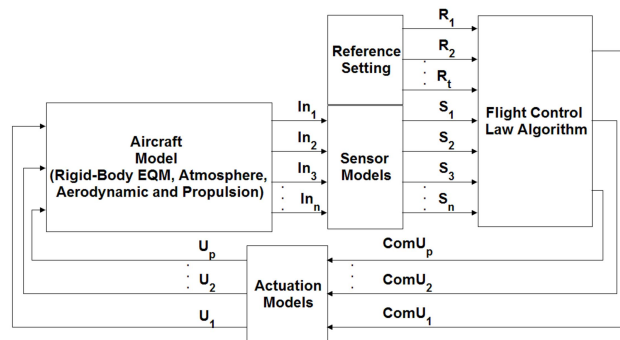 Reference
Setting
R1
R2
Rt
Flight Control
Law Algorithm
Aircraft
Model
(Rigid-Body EQM, Atmosphere,
Aerodynamic and Propulsion)
In1
In2
In3
Inn
Sensor
Models
S1
S2
S3
Sn
Up
U2
U1
Actuation
Models
ComUp
ComU2
ComU1